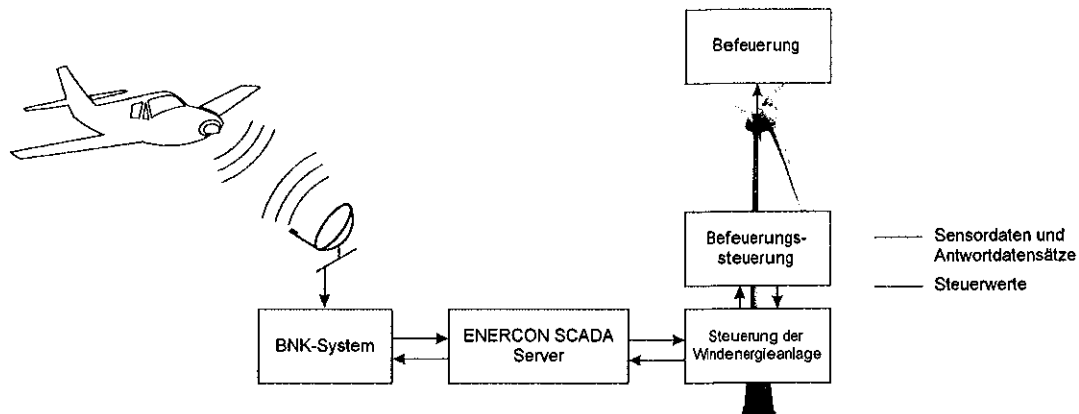 Befeuerung
Befeuerungs-
steuerung
Sensordaten und
Antwortdatensätze
Steuerwerte
BNK-System
ENERCON SCADA
Server
Steuerung der
Windenergieanlage